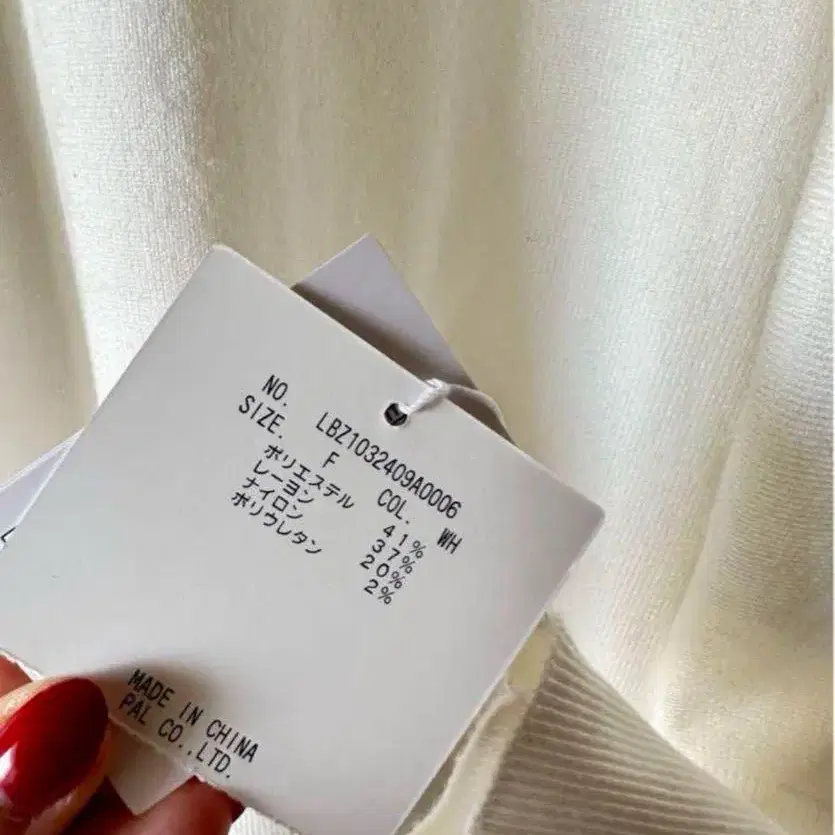 NO. LBZ1032409A0006
SIZE. F COL. WH
ポリエステル 41%
レーヨン 37%
ナイロン 20%
ポリウレタン 2%
MADE IN CHINA
PAL CO.,LTD.